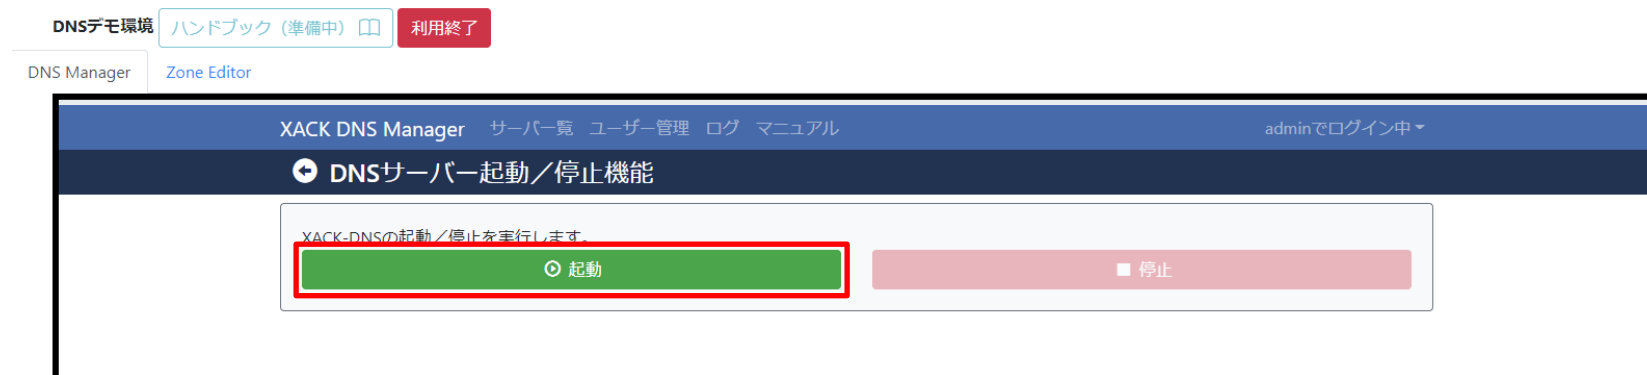 DNSデモ環境 ハンドブック（準備中） 利用終了
DNS Manager Zone Editor
XACK DNS Manager サーバ一覧 ユーザー管理 ログ マニュアル adminでログイン中
DNSサーバー起動／停止機能
XACK-DNSの起動／停止を実行します。
起動 停止